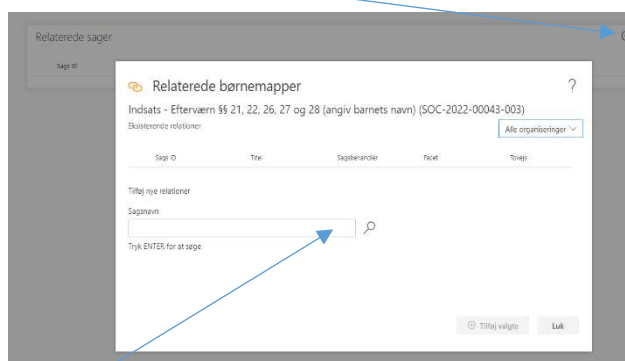 Relaterede sager
Sags ID
Relaterede børnemapper
?
Indsats - Efterværn §§ 21, 22, 26, 27 og 28 (angiv barnets navn) (SOC-2022-00043-003)
Eksisterende relationer
Alle organiseringer
Sags ID Titel Sagsbehandler Facet Tovejs
Tilføj nye relationer
Sagsnavn
Tryk ENTER for at søge
Tilføj valgte Luk